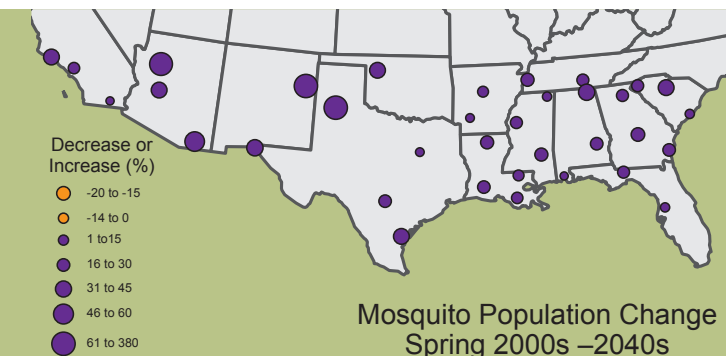 Decrease or
Increase (%)
-20 to -15
-14 to 0
1 to15
16 to 30
31 to 45
46 to 60
61 to 380
Mosquito Population Change
Spring 2000s –2040s